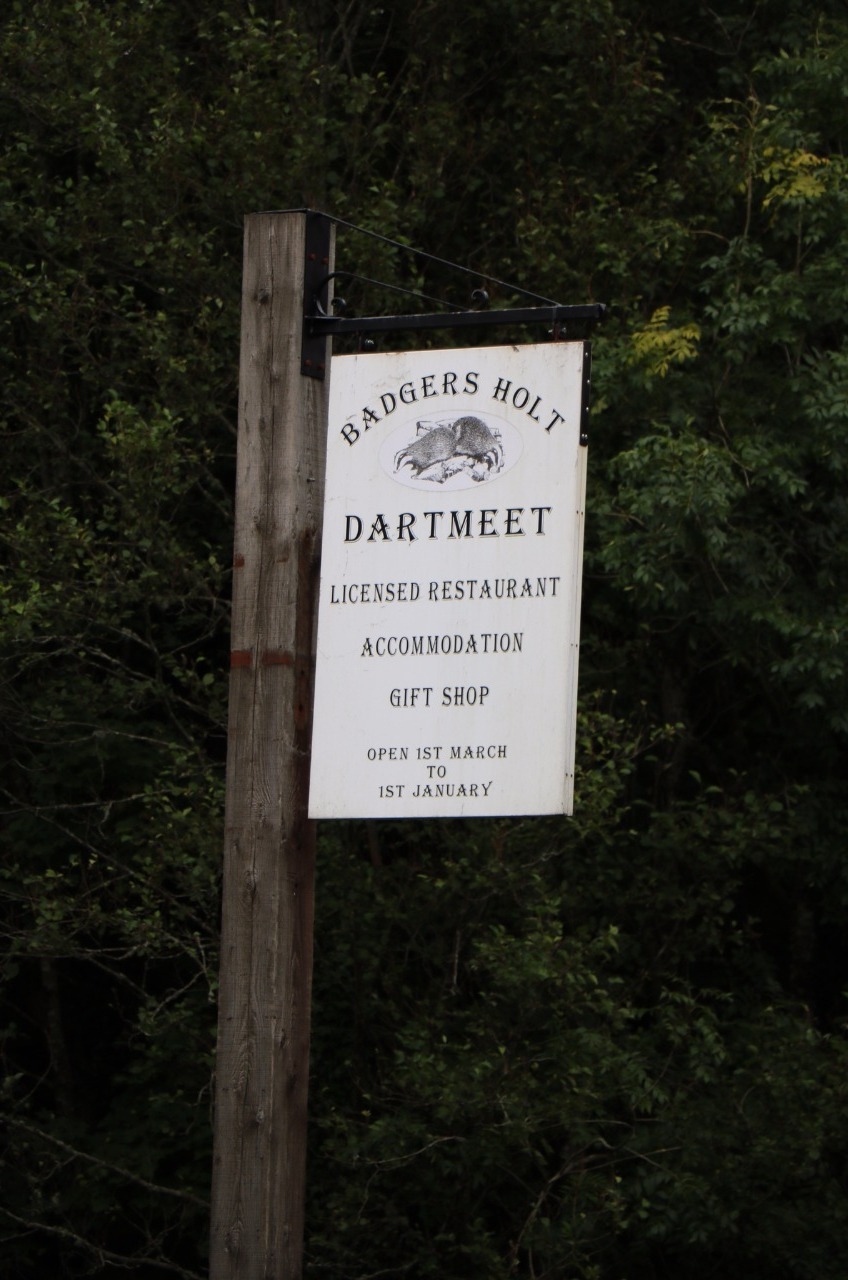 BADGERS HOLT
DARTMEET
LICENSED RESTAURANT
ACCOMMODATION
GIFT SHOP
OPEN 1ST MARCH
TO
1ST JANUARY